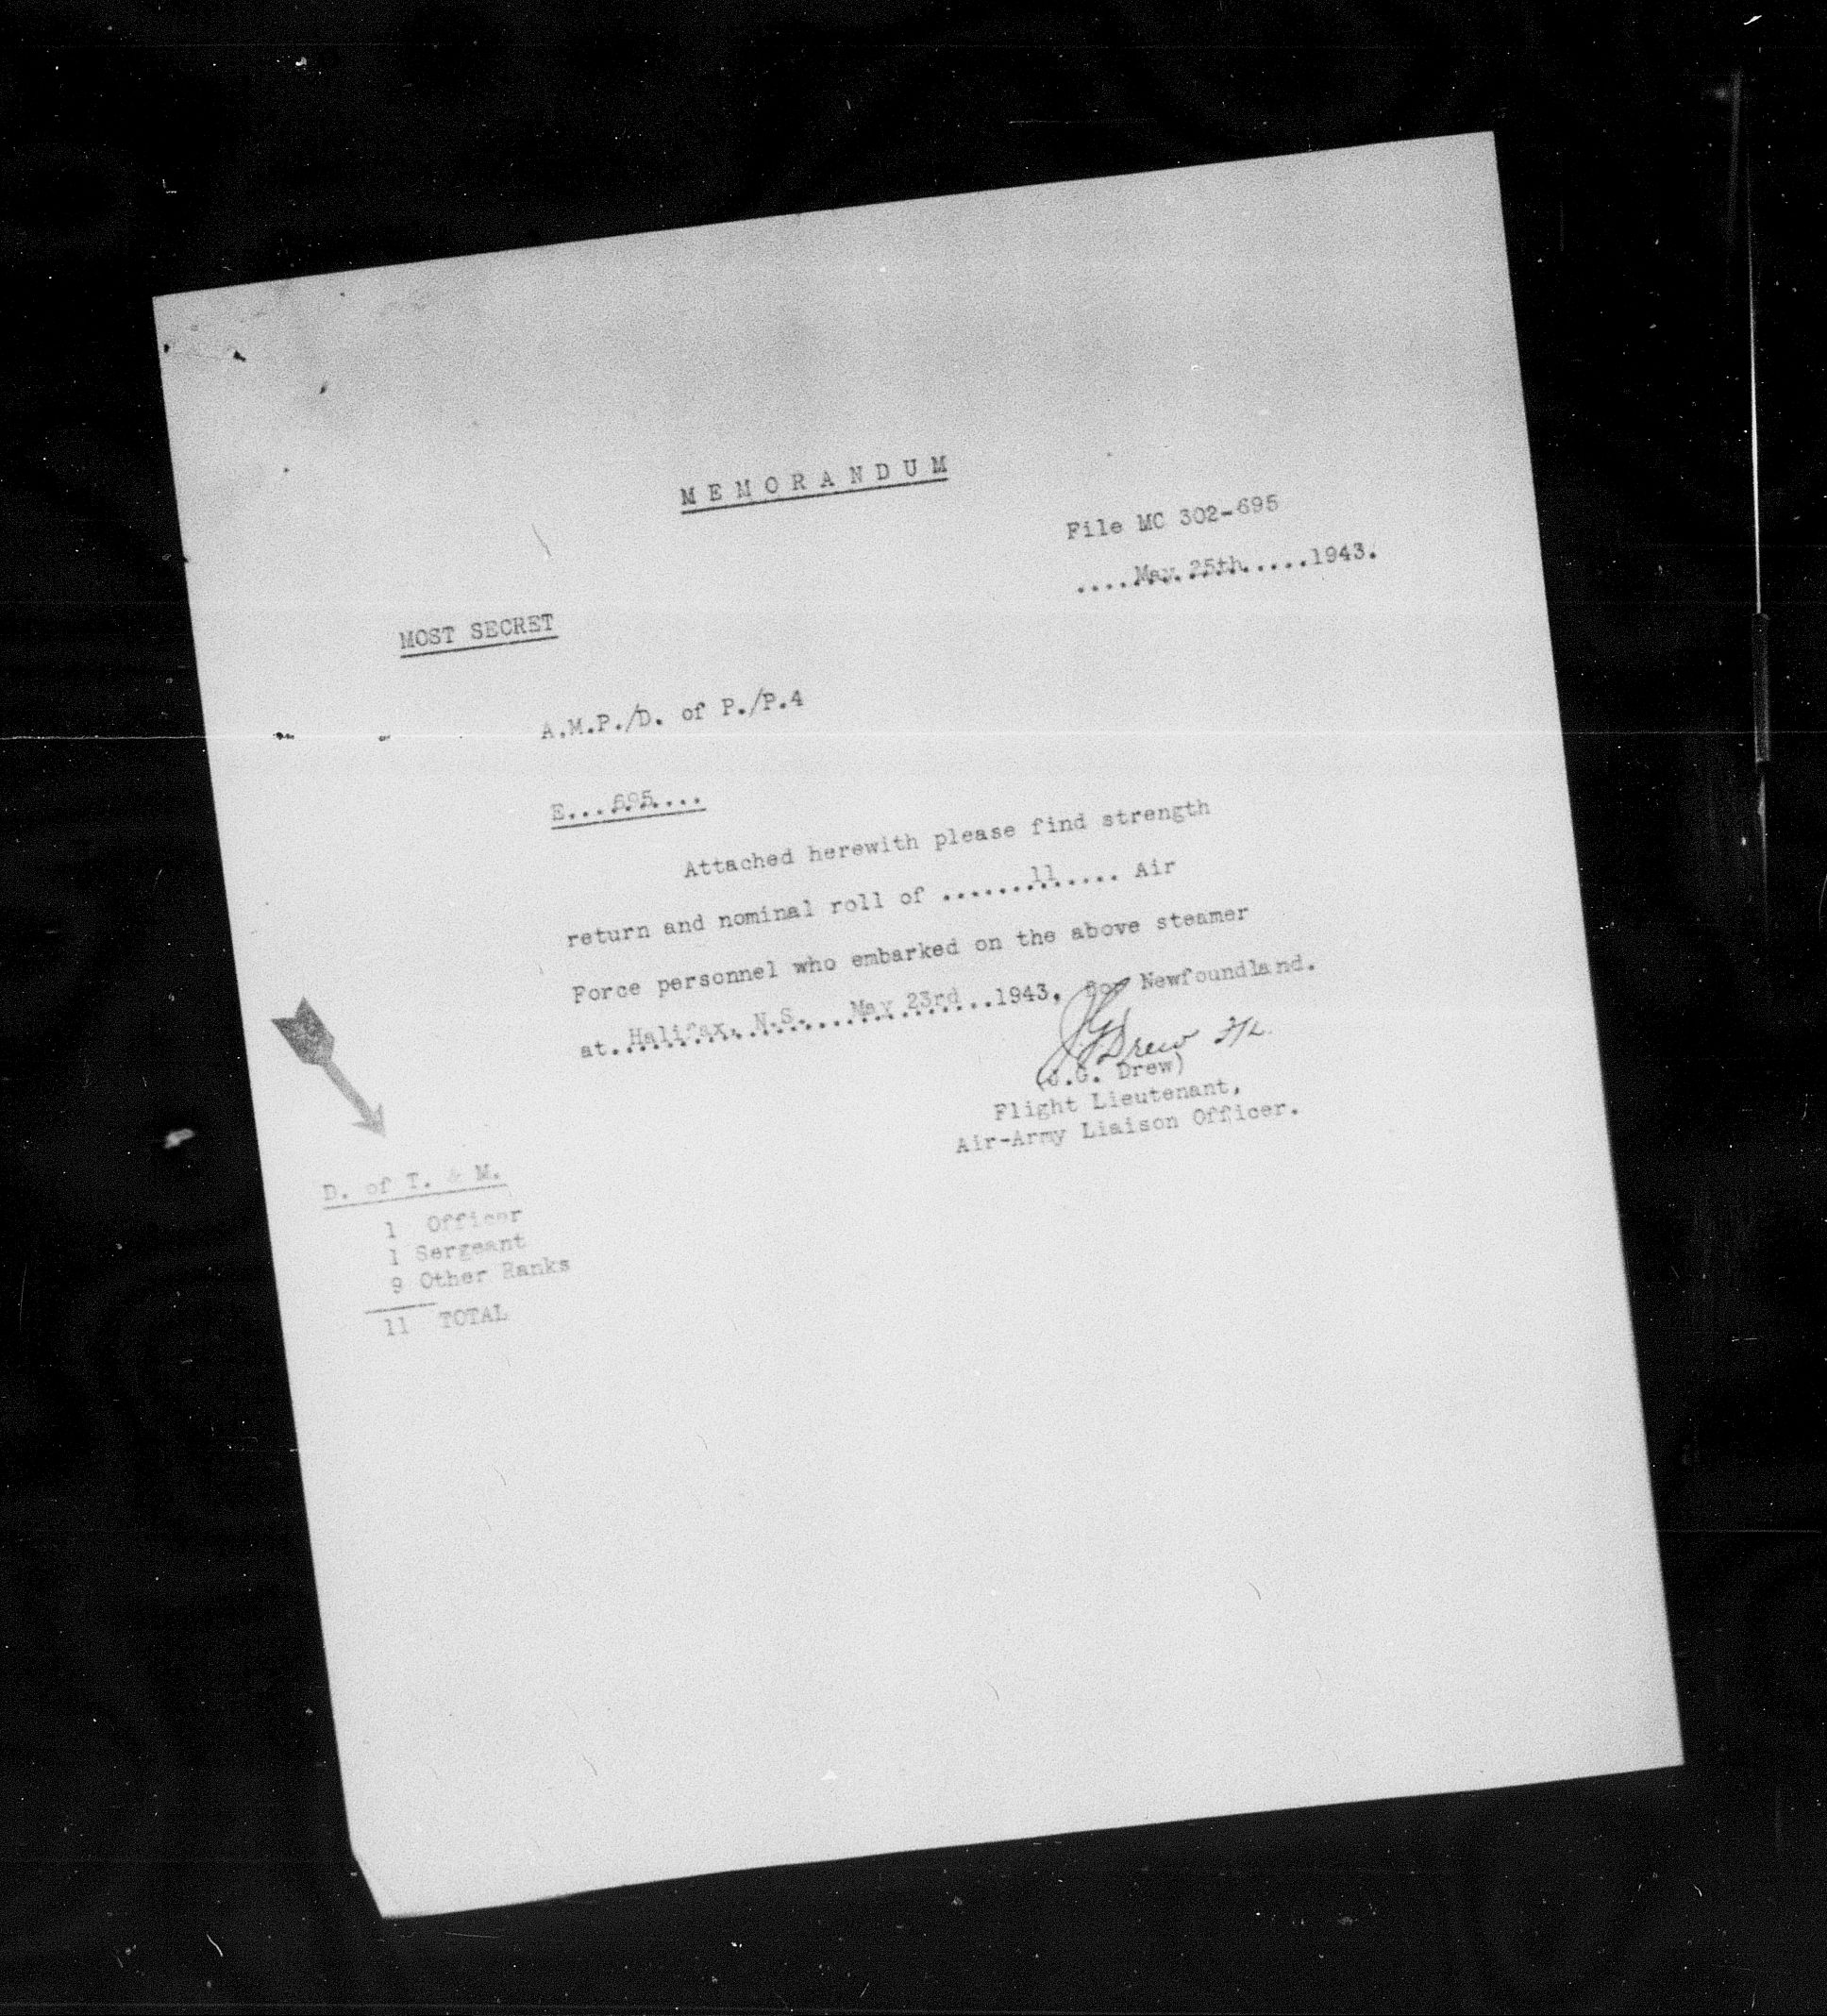 M E M O R A N D U M
File MC 302-695
....May 25th.....1943.
MOST SECRET
A.M.P./D. of P./P.4
E...695....
Attached herewith please find strength
return and nominal roll of .......11..... Air
Force personnel who embarked on the above steamer
at..Halifax, N.S....May 23rd...1943, for Newfoundland.
JGDrew F/L.
(J.G. Drew)
Flight Lieutenant,
Air-Army Liaison Officer.
D. of T. & M.
1 Officer
1 Sergeant
9 Other Ranks
11 TOTAL